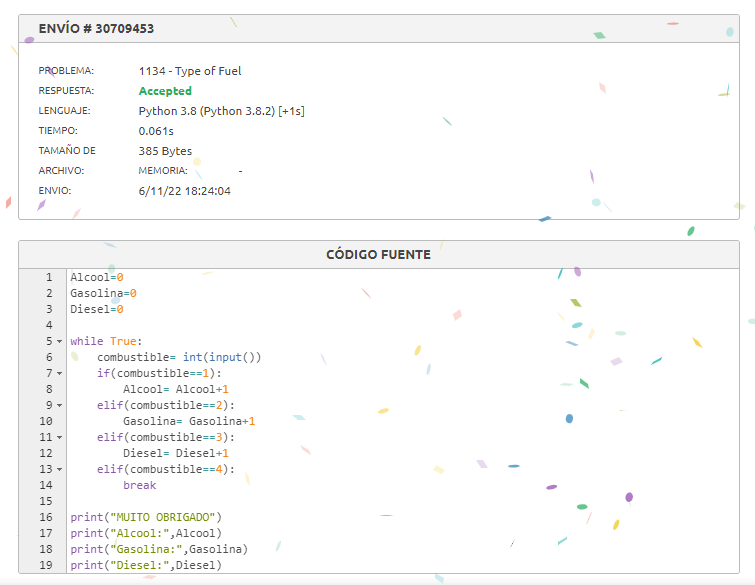 ENVÍO # 30709453
PROBLEMA: 1134 - Type of Fuel
RESPUESTA: Accepted
LENGUAJE: Python 3.8 (Python 3.8.2) [+1s]
TIEMPO: 0.061s
TAMAÑO DE 385 Bytes
ARCHIVO: MEMORIA: -
ENVIO: 6/11/22 18:24:04
CÓDIGO FUENTE
1 Alcool=0
2 Gasolina=0
3 Diesel=0
4
5 while True:
6     combustible= int(input())
7     if(combustible==1):
8         Alcool= Alcool+1
9     elif(combustible==2):
10         Gasolina= Gasolina+1
11     elif(combustible==3):
12         Diesel= Diesel+1
13     elif(combustible==4):
14         break
15
16 print("MUITO OBRIGADO")
17 print("Alcool:",Alcool)
18 print("Gasolina:",Gasolina)
19 print("Diesel:",Diesel)